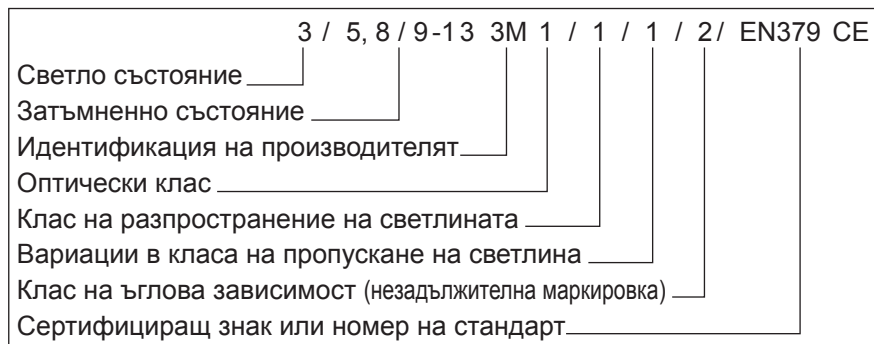 3 / 5, 8 / 9-13 3M 1 / 1 / 1 / 2 / EN379 CE
Светло състояние
Затъмненно състояние
Идентификация на производителят
Оптически клас
Клас на разпространение на светлината
Вариации в класа на пропускане на светлина
Клас на ъглова зависимост (незадължителна маркировка)
Сертифициращ знак или номер на стандарт